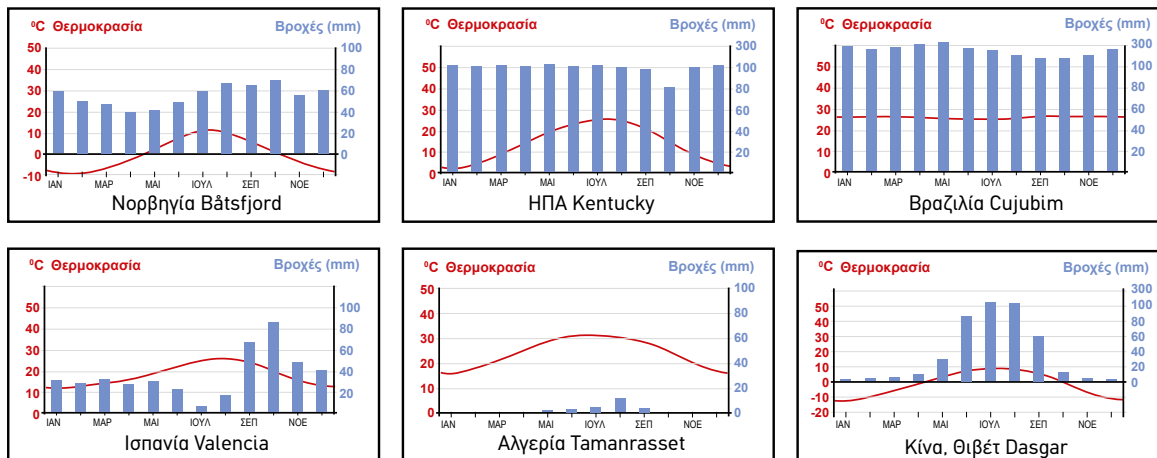 ⁰C Θερμοκρασία Βροχές (mm)
50 100
40 80
30 60
20 40
10 20
0 0
-10
ΙΑΝ ΜΑΡ ΜΑΙ ΙΟΥΛ ΣΕΠ ΝΟΕ
Νορβηγία Båtsfjord
⁰C Θερμοκρασία Βροχές (mm)
300
50 100
40 80
30 60
20 40
10 20
0
ΙΑΝ ΜΑΡ ΜΑΙ ΙΟΥΛ ΣΕΠ ΝΟΕ
ΗΠΑ Kentucky
⁰C Θερμοκρασία Βροχές (mm)
300
50 100
40 80
30 60
20 40
10 20
0
ΙΑΝ ΜΑΡ ΜΑΙ ΙΟΥΛ ΣΕΠ ΝΟΕ
Βραζιλία Cujubim
⁰C Θερμοκρασία Βροχές (mm)
50 100
40 80
30 60
20 40
10 20
0
ΙΑΝ ΜΑΡ ΜΑΙ ΙΟΥΛ ΣΕΠ ΝΟΕ
Ισπανία Valencia
⁰C Θερμοκρασία Βροχές (mm)
50 100
40 80
30 60
20 40
10 20
0 0
ΙΑΝ ΜΑΡ ΜΑΙ ΙΟΥΛ ΣΕΠ ΝΟΕ
Αλγερία Tamanrasset
⁰C Θερμοκρασία Βροχές (mm)
300
50 100
40 80
30 60
20 40
10 20
0 0
-10
-20
ΙΑΝ ΜΑΡ ΜΑΙ ΙΟΥΛ ΣΕΠ ΝΟΕ
Κίνα, Θιβέτ Dasgar